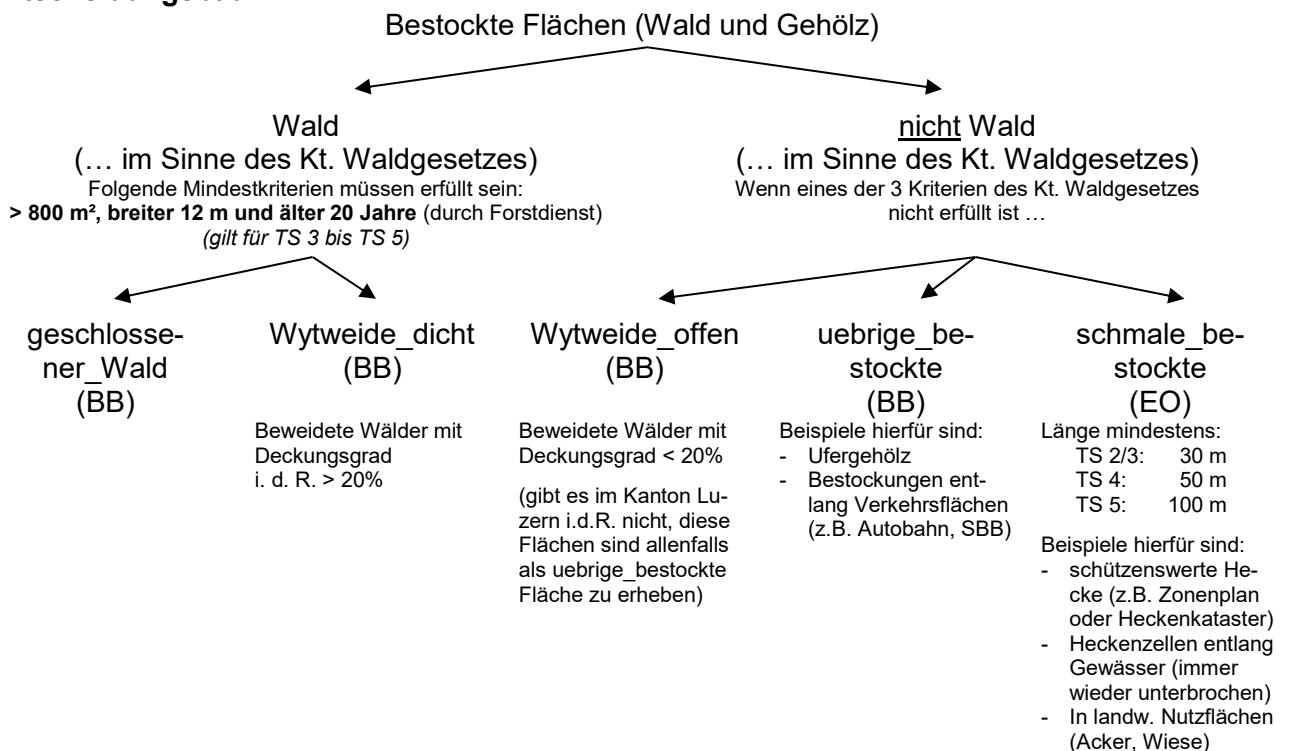 Bestockte Flächen (Wald und Gehölz)
Wald
(… im Sinne des Kt. Waldgesetzes)
Folgende Mindestkriterien müssen erfüllt sein:
> 800 m², breiter 12 m und älter 20 Jahre (durch Forstdienst)
(gilt für TS 3 bis TS 5)
nicht Wald
(… im Sinne des Kt. Waldgesetzes)
Wenn eines der 3 Kriterien des Kt. Waldgesetzes
nicht erfüllt ist …
geschlosse-
ner_Wald
(BB)
Wytweide_dicht
(BB)
Beweidete Wälder mit
Deckungsgrad
i. d. R. > 20%
Wytweide_offen
(BB)
Beweidete Wälder mit
Deckungsgrad < 20%
(gibt es im Kanton Lu-
zern i.d.R. nicht, diese
Flächen sind allenfalls
als uebrige_bestockte
Fläche zu erheben)
uebrige_be-
stockte
(BB)
Beispiele hierfür sind:
- Ufergehölz
- Bestockungen ent-
lang Verkehrsflächen
(z.B. Autobahn, SBB)
schmale_be-
stockte
(EO)
Länge mindestens:
TS 2/3: 30 m
TS 4: 50 m
TS 5: 100 m
Beispiele hierfür sind:
- schützenswerte He-
cke (z.B. Zonenplan
oder Heckenkataster)
- Heckenzellen entlang
Gewässer (immer
wieder unterbrochen)
- In landw. Nutzflächen
(Acker, Wiese)